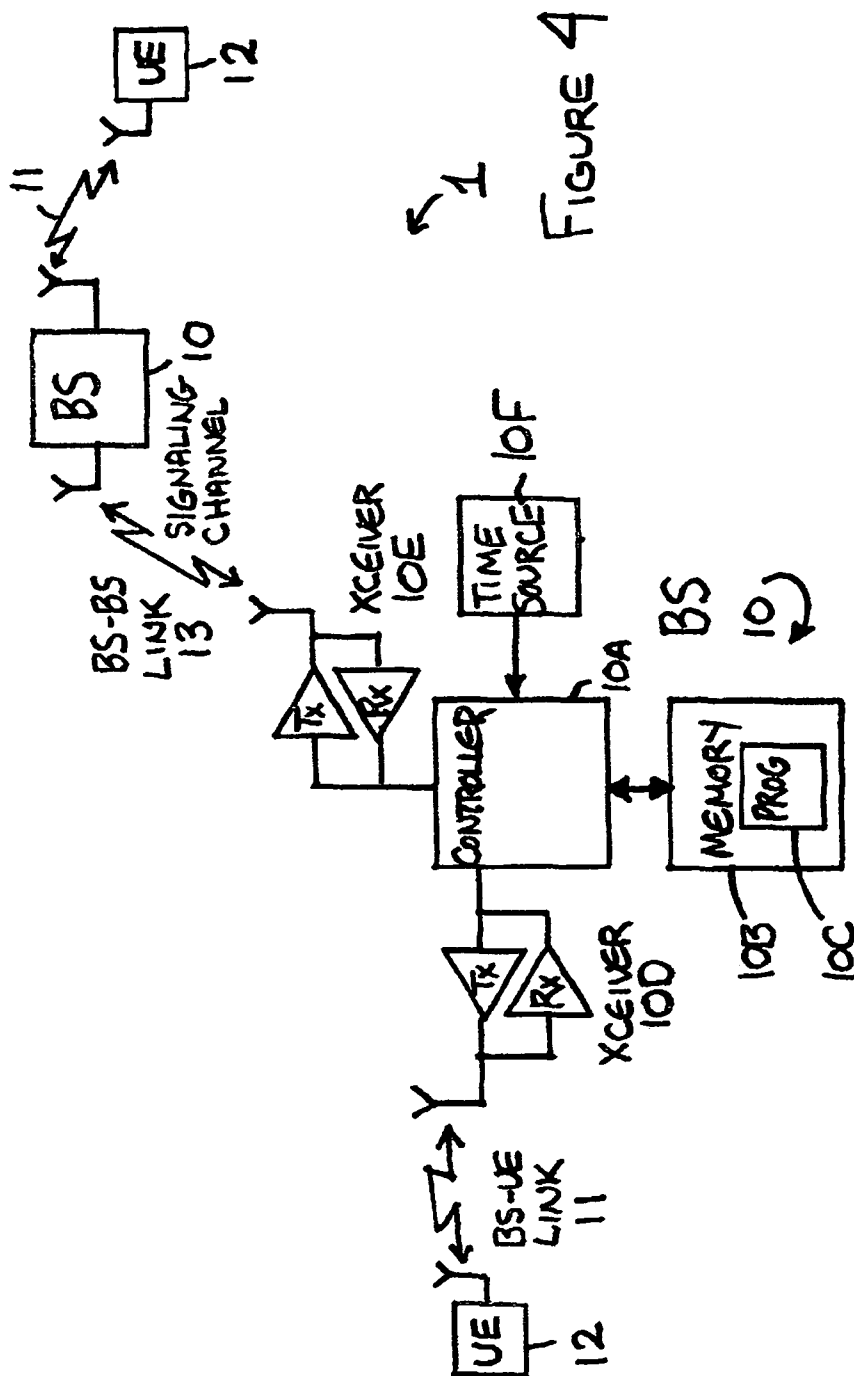 UE
12
11
BS
10
SIGNALING
CHANNEL
BS-BS
LINK
13
XCEIVER
10E
Tx
Rx
TIME
SOURCE
10F
CONTROLLER
10A
BS
10
MEMORY
PROG
10B
10C
Tx
Rx
XCEIVER
10D
BS-UE
LINK
11
UE
12
1
FIGURE 4